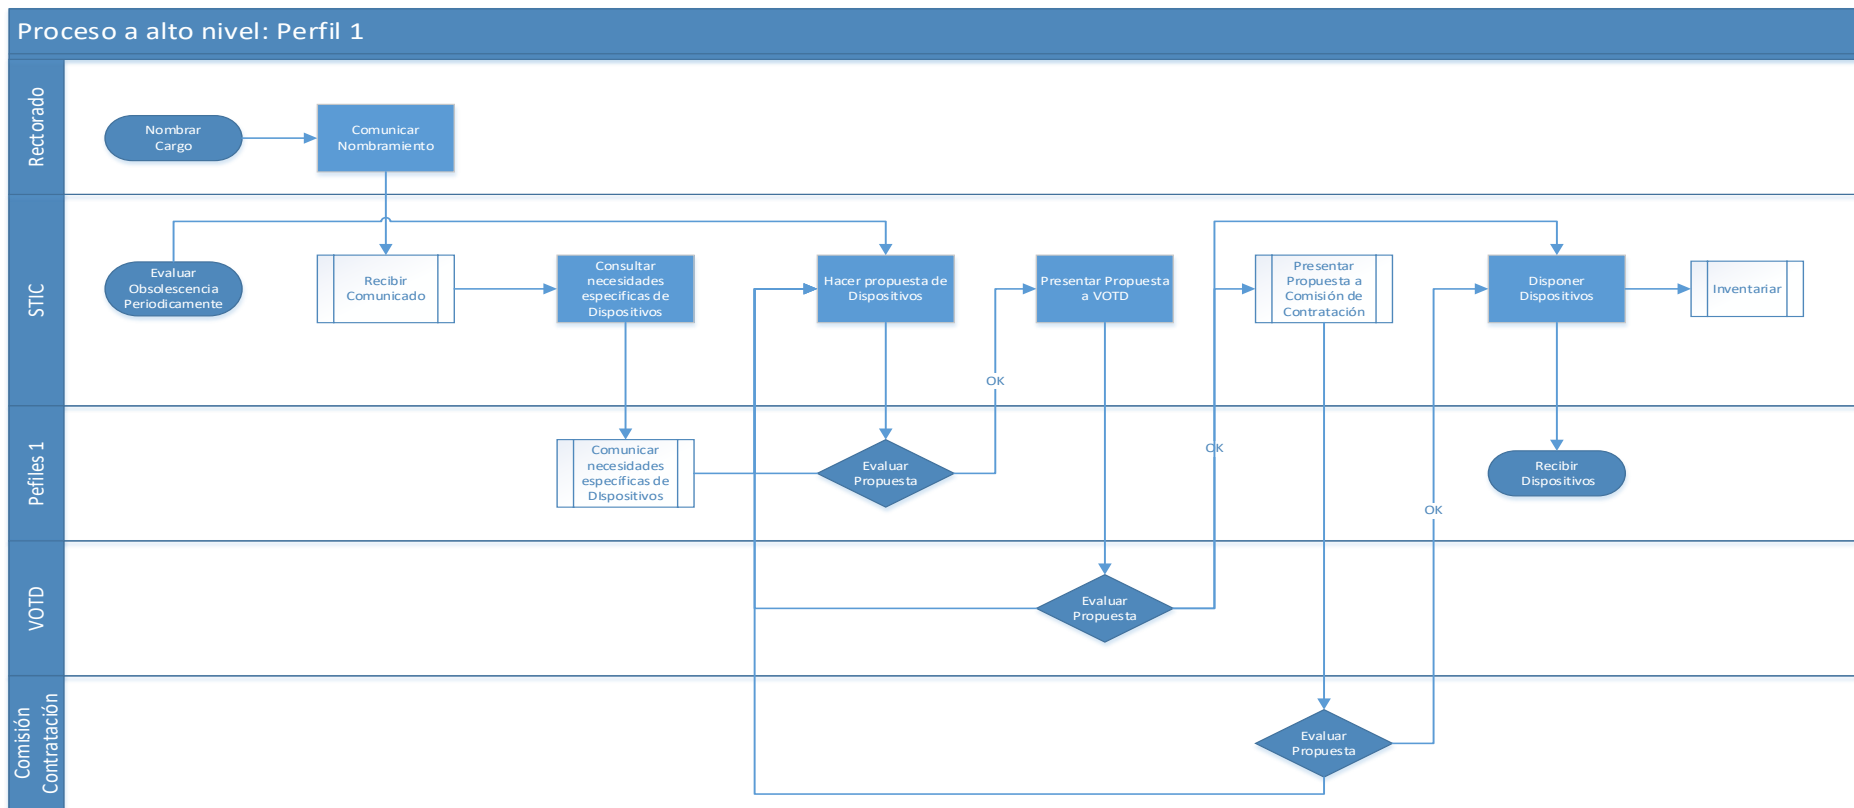 Proceso a alto nivel: Perfil 1
Rectorado
Nombrar
Cargo
Comunicar
Nombramiento
STIC
Evaluar
Obsolescencia
Periodicamente
Recibir
Comunicado
Consultar
necesidades
especificas de
Dispositivos
Hacer propuesta de
Dispositivos
Presentar Propuesta
a VOTD
Presentar
Propuesta a
Comisión de
Contratación
Disponer
Dispositivos
Inventariar
OK
Pefiles 1
Comunicar
necesidades
específicas de
DIspositivos
Evaluar
Propuesta
OK
Recibir
Dispositivos
OK
VOTD
Evaluar
Propuesta
Comisión
Contratación
Evaluar
Propuesta